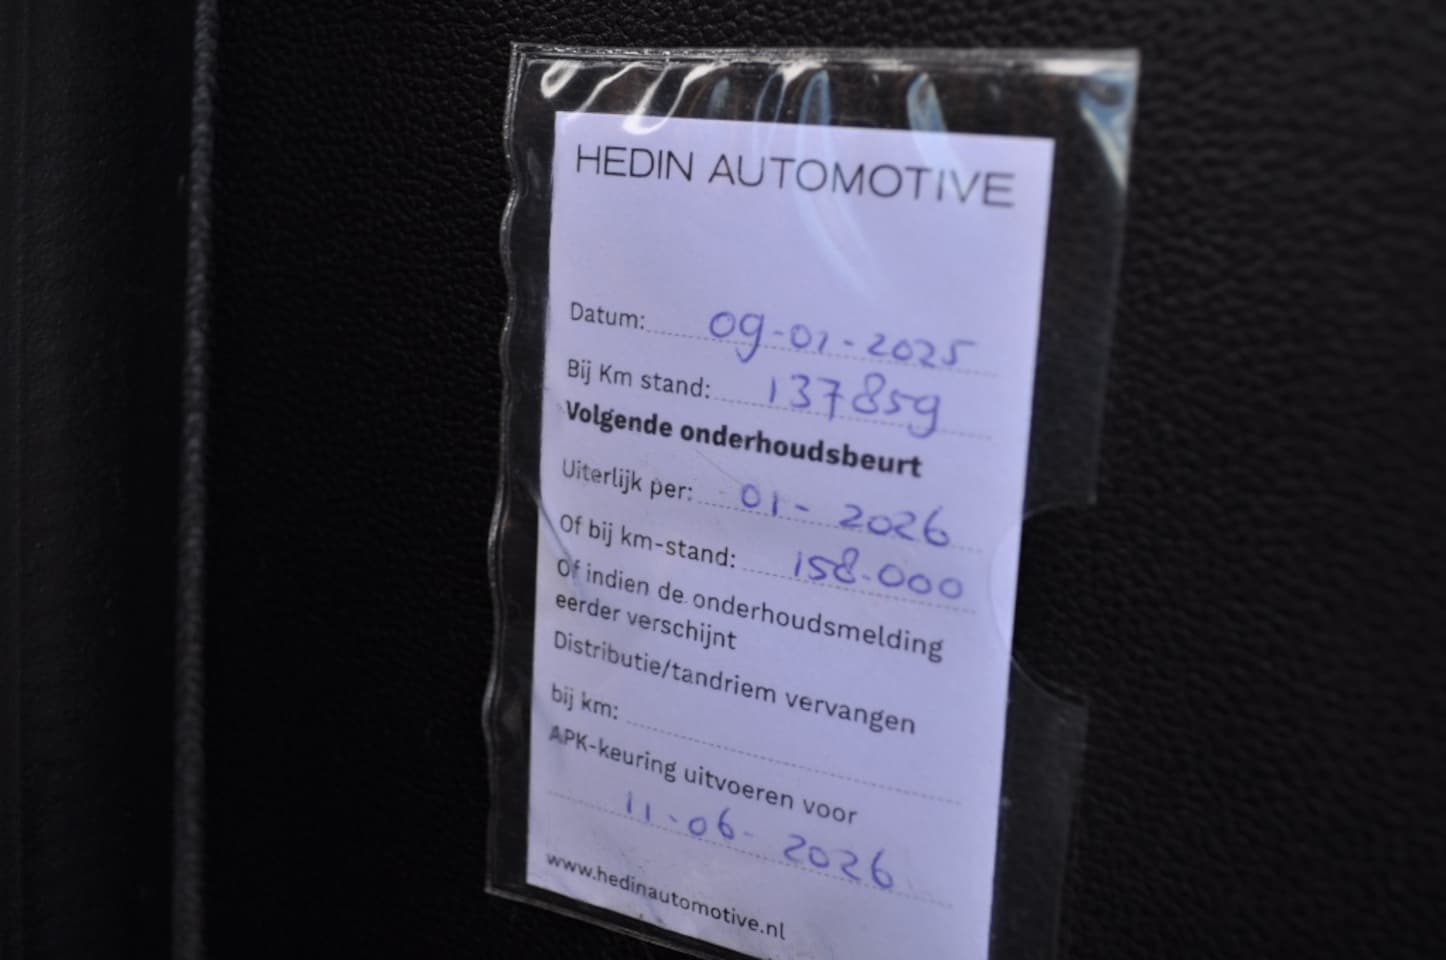 HEDIN AUTOMOTIVE
Datum: 09-01-2025
Bij Km stand: 137859
Volgende onderhoudsbeurt
Uiterlijk per: 01-2026
Of bij km-stand: 158.000
Of indien de onderhoudsmelding
eerder verschijnt
Distributie/tandriem vervangen
bij km:
APK-keuring uitvoeren voor
11-06-2026
www.hedinautomotive.nl